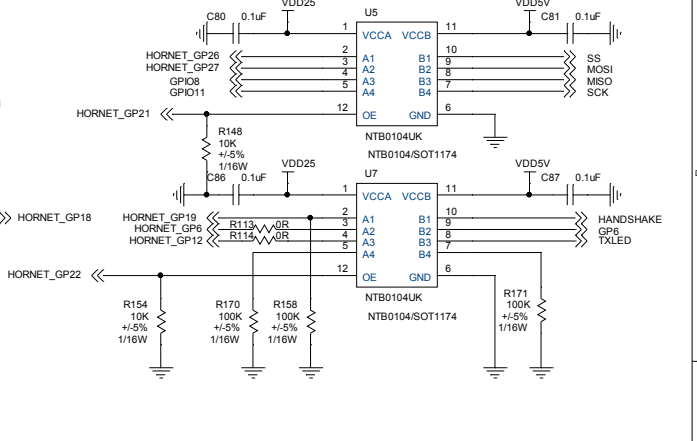 VDD25
U5
VDD5V
C80 0.1uF
C81 0.1uF
1 VCCA VCCB 11
HORNET_GP26 2 A1 B1 10 SS
HORNET_GP27 3 A2 B2 9 MOSI
GPIO8 4 A3 B3 8 MISO
GPIO11 5 A4 B4 7 SCK
HORNET_GP21 12 OE GND 6
NTB0104UK
NTB0104/SOT1174
R148
10K
+/-5%
1/16W
VDD25
U7
VDD5V
C86 0.1uF
C87 0.1uF
1 VCCA VCCB 11
HORNET_GP18
HORNET_GP19 2 A1 B1 10 HANDSHAKE
HORNET_GP6 R113 0R 3 A2 B2 9 GP6
HORNET_GP12 R114 0R 4 A3 B3 8 TXLED
5 A4 B4 7
HORNET_GP22 12 OE GND 6
NTB0104UK
NTB0104/SOT1174
R154
10K
+/-5%
1/16W
R170
100K
+/-5%
1/16W
R158
100K
+/-5%
1/16W
R171
100K
+/-5%
1/16W